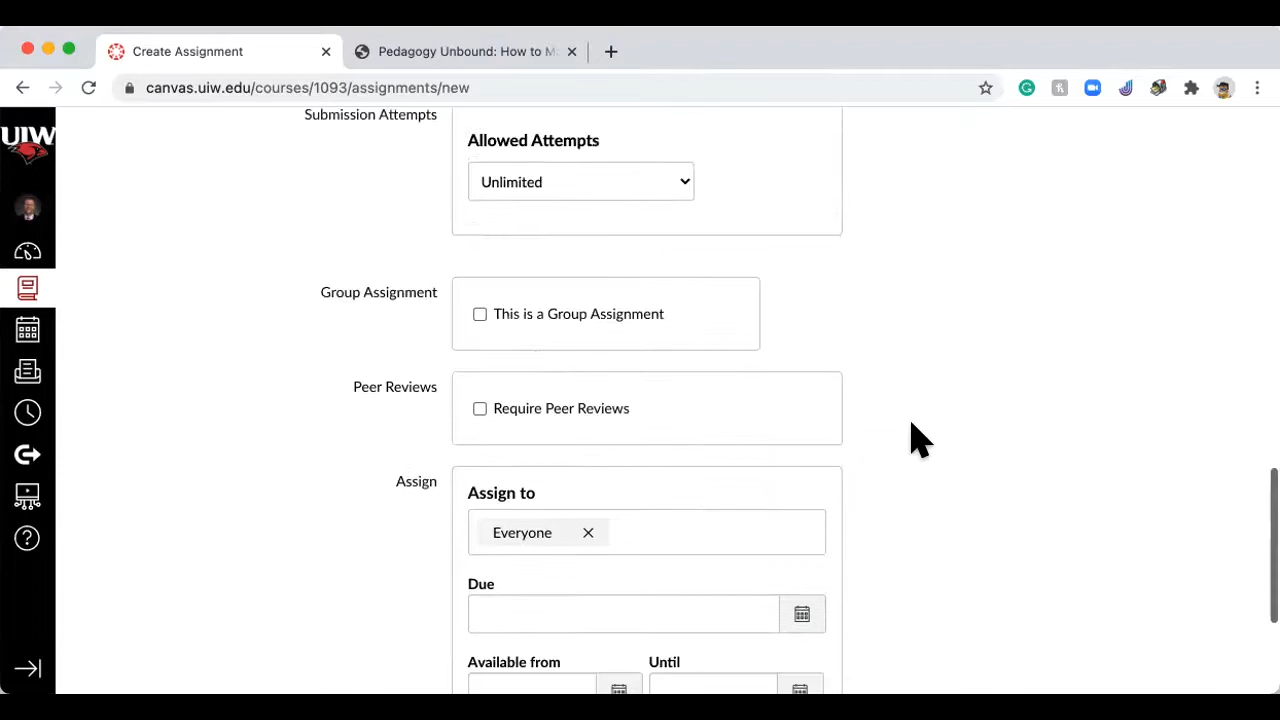 Create Assignment
Pedagogy Unbound: How to M
canvas.uiw.edu/courses/1093/assignments/new
UIW
Submission Attempts
Allowed Attempts
Unlimited
Group Assignment
This is a Group Assignment
Peer Reviews
Require Peer Reviews
Assign
Assign to
Everyone
Due
Available from
Until